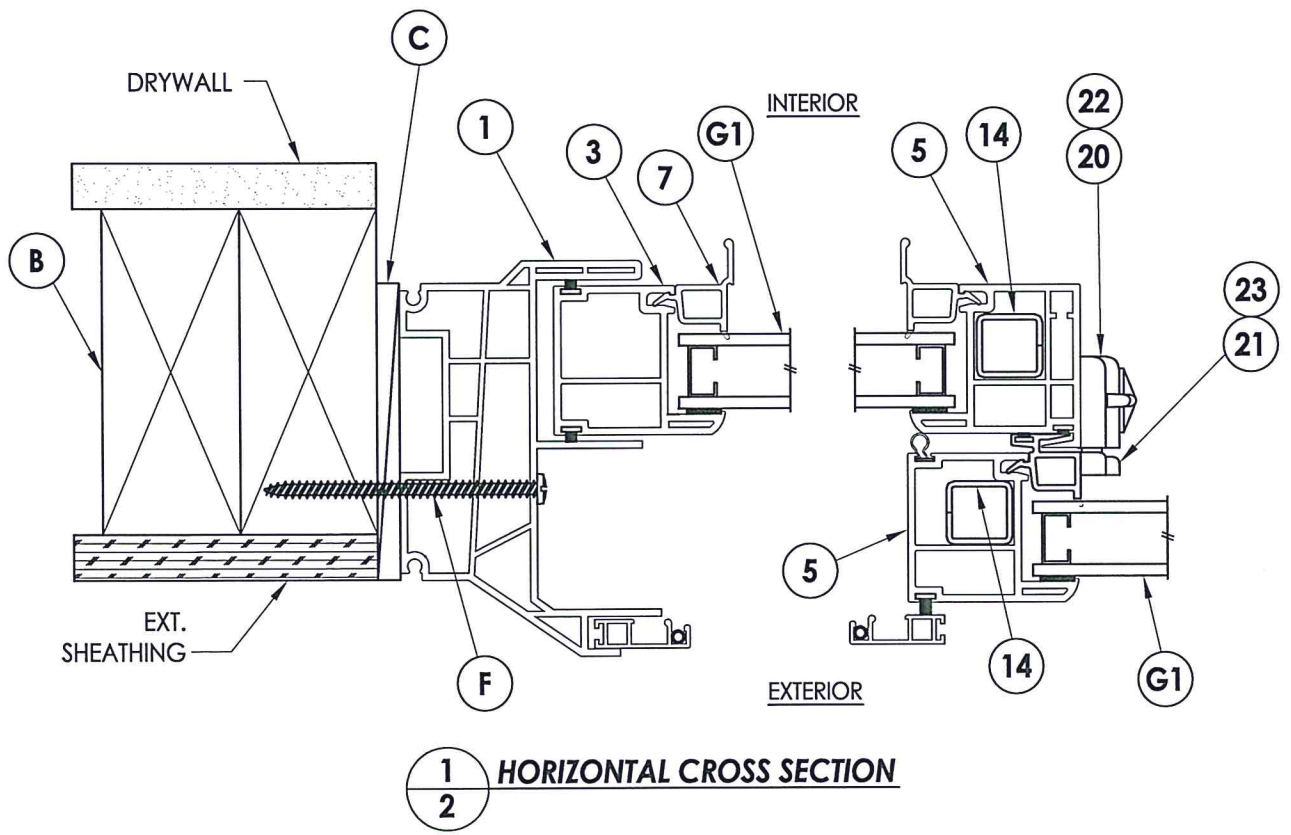 C
DRYWALL
INTERIOR
22
20
1
3
7
G1
5
14
B
23
21
5
14
G1
EXT.
SHEATHING
F
EXTERIOR
1
2
HORIZONTAL CROSS SECTION